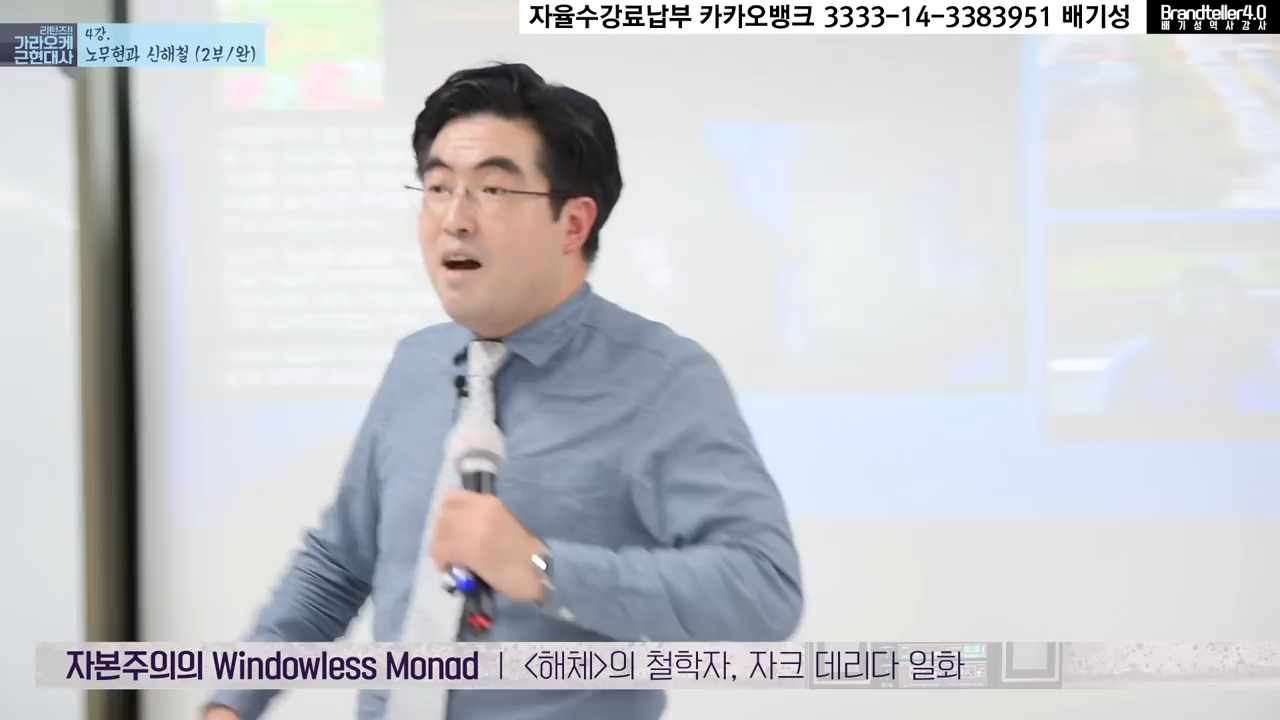 리턴즈!!
가라오케
근현대사
4강.
노무현과 신해철 (2부/완)
자율수강료납부 카카오뱅크 3333-14-3383951 배기성
Brandteller4.0
배기성역사강사
자본주의의 Windowless Monad | <해체>의 철학자, 자크 데리다 일화